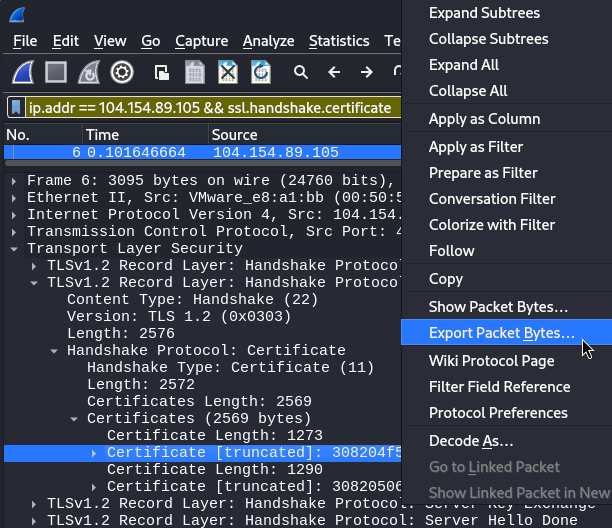 File Edit View Go Capture Analyze Statistics Te
ip.addr == 104.154.89.105 && ssl.handshake.certificate
No. Time Source
6 0.101646664 104.154.89.105
Frame 6: 3095 bytes on wire (24760 bits),
Ethernet II, Src: VMware_e8:a1:bb (00:50:5
Internet Protocol Version 4, Src: 104.154.
Transmission Control Protocol, Src Port: 4
Transport Layer Security
TLSv1.2 Record Layer: Handshake Protoco
TLSv1.2 Record Layer: Handshake Protoco
Content Type: Handshake (22)
Version: TLS 1.2 (0x0303)
Length: 2576
Handshake Protocol: Certificate
Handshake Type: Certificate (11)
Length: 2572
Certificates Length: 2569
Certificates (2569 bytes)
Certificate Length: 1273
Certificate [truncated]: 308204f5
Certificate Length: 1290
Certificate [truncated]: 30820506
TLSv1.2 Record Layer: Handshake Protocol: Server Key Exchange
TLSv1.2 Record Layer: Handshake Protocol: Server Hello Done
Expand Subtrees
Collapse Subtrees
Expand All
Collapse All
Apply as Column
Apply as Filter
Prepare as Filter
Conversation Filter
Colorize with Filter
Follow
Copy
Show Packet Bytes...
Export Packet Bytes...
Wiki Protocol Page
Filter Field Reference
Protocol Preferences
Decode As...
Go to Linked Packet
Show Linked Packet in New